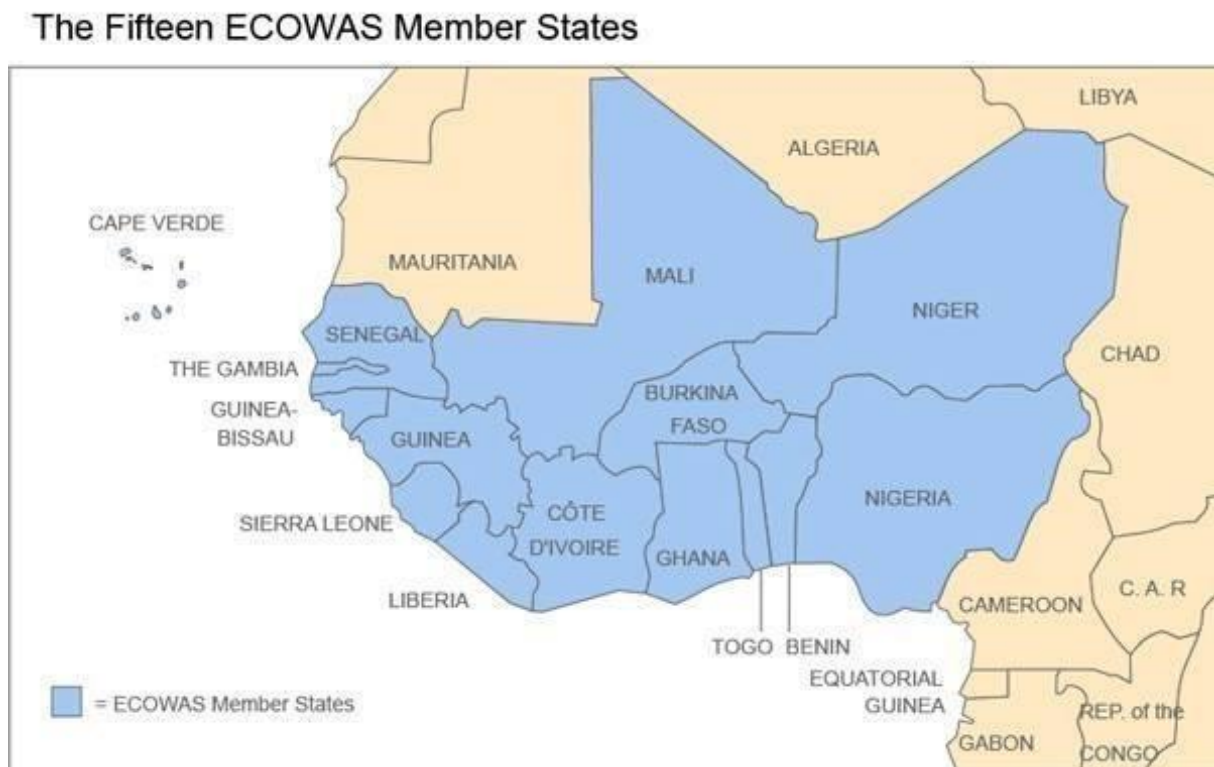 The Fifteen ECOWAS Member States
LIBYA
ALGERIA
CAPE VERDE
MAURITANIA
MALI
NIGER
SENEGAL
CHAD
THE GAMBIA
BURKINA
FASO
GUINEA-
BISSAU
GUINEA
NIGERIA
SIERRA LEONE
CÔTE
D'IVOIRE
GHANA
LIBERIA
C. A. R
CAMEROON
TOGO
BENIN
EQUATORIAL
GUINEA
= ECOWAS Member States
REP. of the
CONGO
GABON